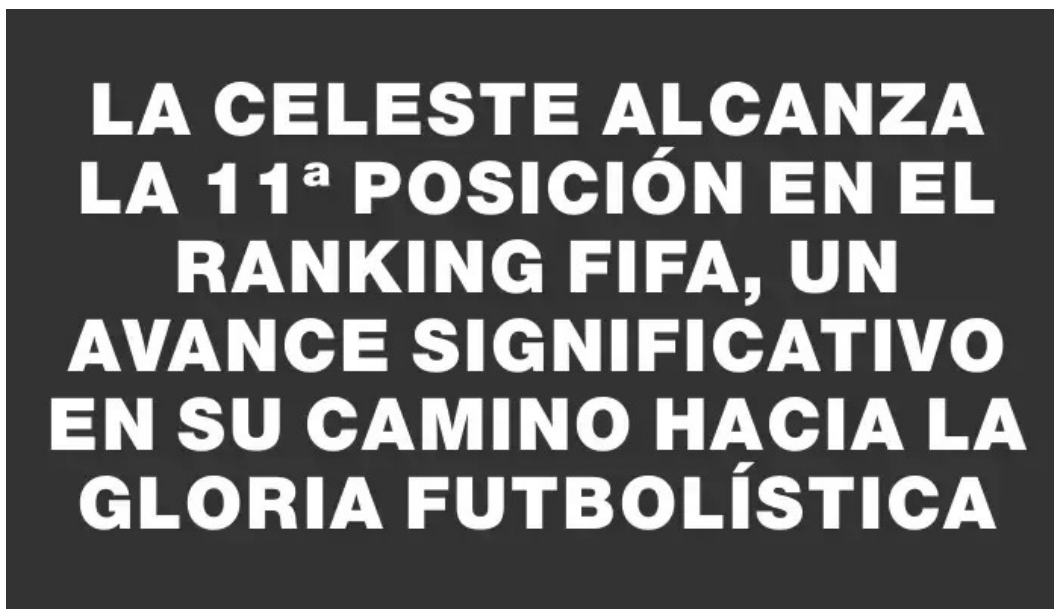 LA CELESTE ALCANZA
LA 11ª POSICIÓN EN EL
RANKING FIFA, UN
AVANCE SIGNIFICATIVO
EN SU CAMINO HACIA LA
GLORIA FUTBOLÍSTICA